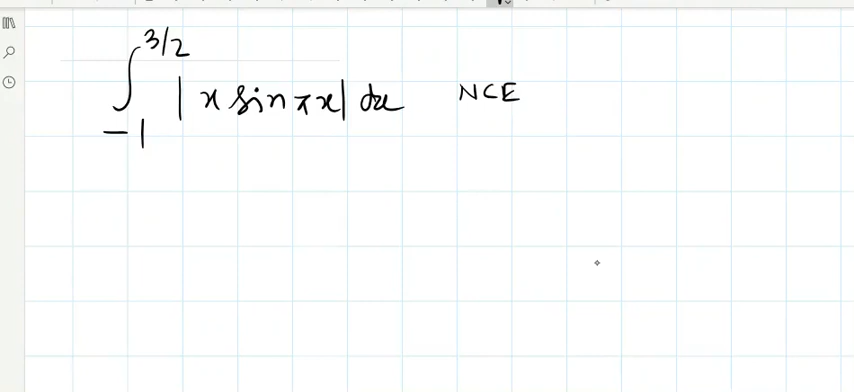 ∫_{-1}^{3/2} |x sin πx| dx NCE